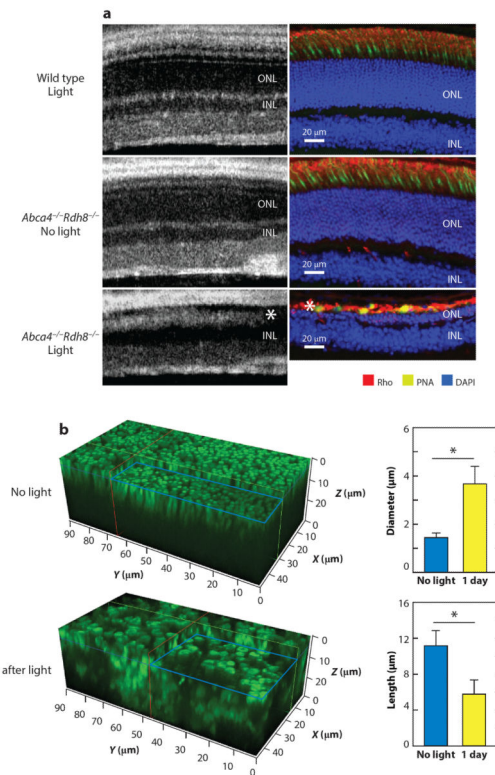 a
Wild type
Light
ONL
INL
ONL
INL
20 µm
Abca4–/–Rdh8–/–
No light
ONL
INL
ONL
INL
20 µm
Abca4–/–Rdh8–/–
Light
*
INL
*
ONL
INL
20 µm
Rho PNA DAPI
b
No light
0
10
20
30
Z (µm)
0
10
20
30
40
X (µm)
90 80 70 60 50 40 30 20 10 0
Y (µm)
6
4
2
0
Diameter (µm)
*
No light 1 day
after light
0
10
20
30
Z (µm)
0
10
20
30
40
X (µm)
90 80 70 60 50 40 30 20 10 0
Y (µm)
16
12
8
4
0
Length (µm)
*
No light 1 day